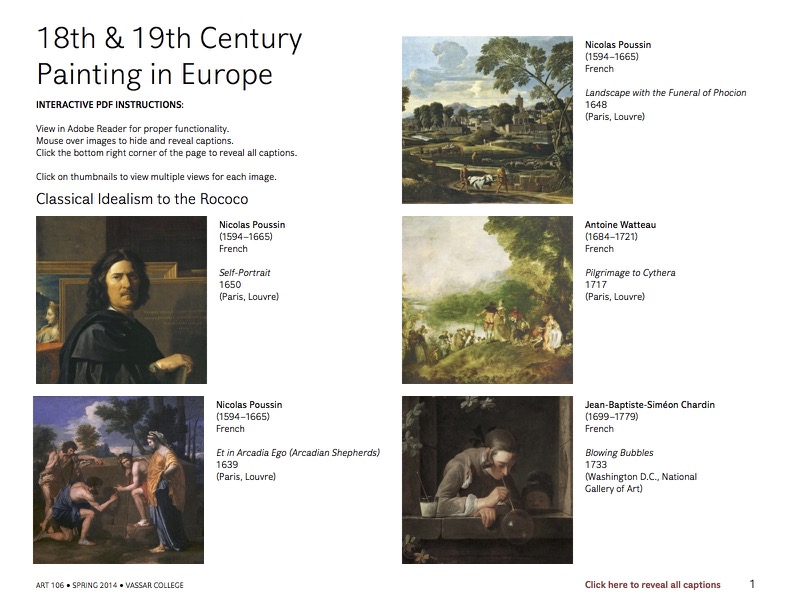 18th & 19th Century
Painting in Europe
INTERACTIVE PDF INSTRUCTIONS:
View in Adobe Reader for proper functionality.
Mouse over images to hide and reveal captions.
Click the bottom right corner of the page to reveal all captions.
Click on thumbnails to view multiple views for each image.
Classical Idealism to the Rococo
Nicolas Poussin
(1594–1665)
French
Self-Portrait
1650
(Paris, Louvre)
Nicolas Poussin
(1594–1665)
French
Et in Arcadia Ego (Arcadian Shepherds)
1639
(Paris, Louvre)
Nicolas Poussin
(1594–1665)
French
Landscape with the Funeral of Phocion
1648
(Paris, Louvre)
Antoine Watteau
(1684–1721)
French
Pilgrimage to Cythera
1717
(Paris, Louvre)
Jean-Baptiste-Siméon Chardin
(1699–1779)
French
Blowing Bubbles
1733
(Washington D.C., National
Gallery of Art)
ART 106 • SPRING 2014 • VASSAR COLLEGE
Click here to reveal all captions
1